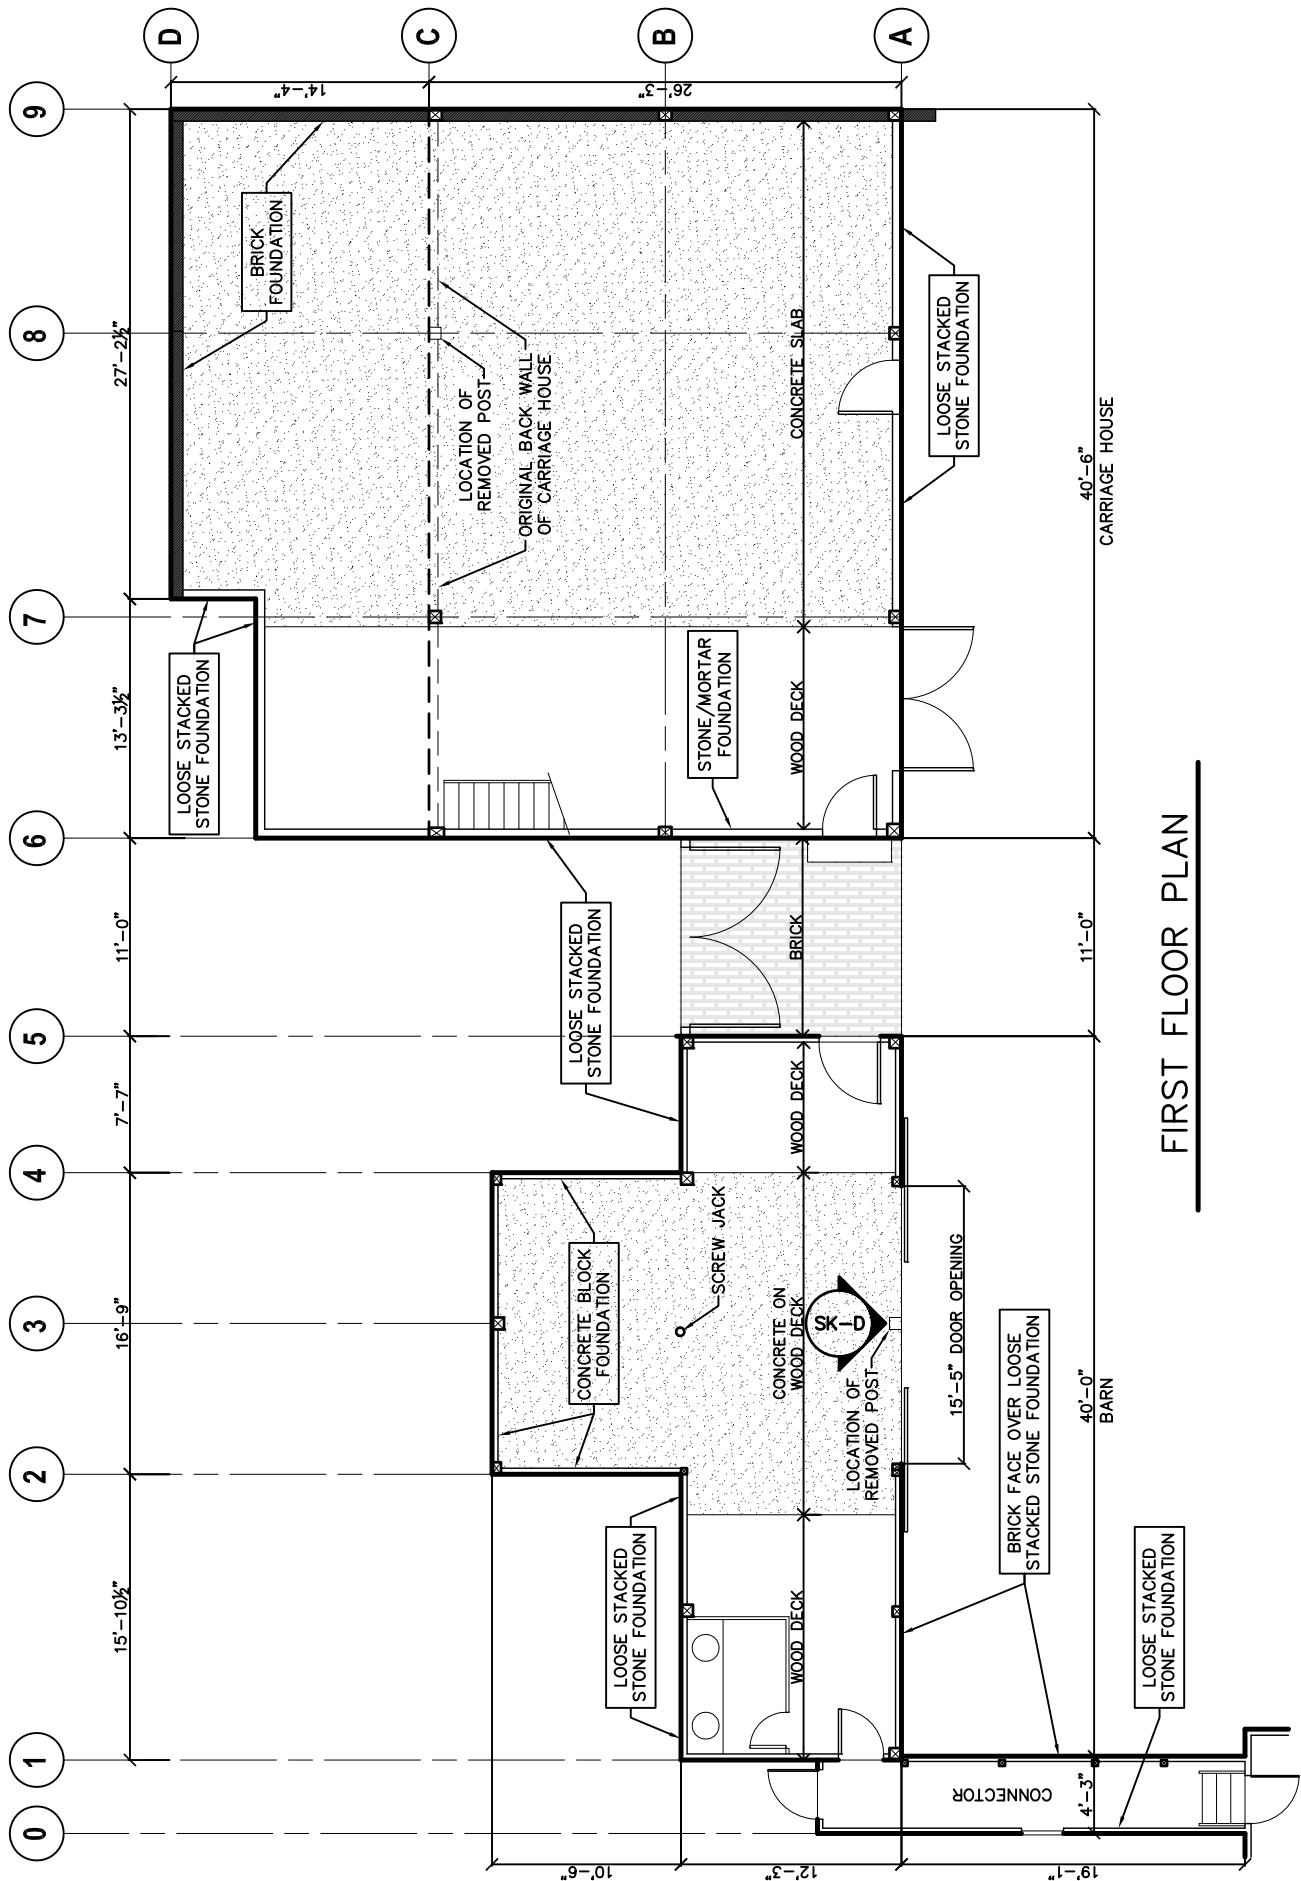 0
1
2
3
4
5
6
7
8
9
15'-10½"
16'-9"
7'-7"
11'-0"
13'-3½"
27'-2½"
D
C
B
A
14'-4"
26'-3"
LOOSE STACKED
STONE FOUNDATION
BRICK
FOUNDATION
LOCATION OF
REMOVED POST
ORIGINAL BACK WALL
OF CARRIAGE HOUSE
LOOSE STACKED
STONE FOUNDATION
CONCRETE BLOCK
FOUNDATION
LOOSE STACKED
STONE FOUNDATION
SCREW JACK
STONE/MORTAR
FOUNDATION
WOOD DECK
CONCRETE ON
WOOD DECK
WOOD DECK
BRICK
WOOD DECK
CONCRETE SLAB
SK-D
LOCATION OF
REMOVED POST
15'-5" DOOR OPENING
LOOSE STACKED
STONE FOUNDATION
BRICK FACE OVER LOOSE
STACKED STONE FOUNDATION
LOOSE STACKED
STONE FOUNDATION
CONNECTOR
10'-6"
12'-3"
19'-1"
4'-3"
40'-0"
BARN
11'-0"
40'-6"
CARRIAGE HOUSE
FIRST FLOOR PLAN